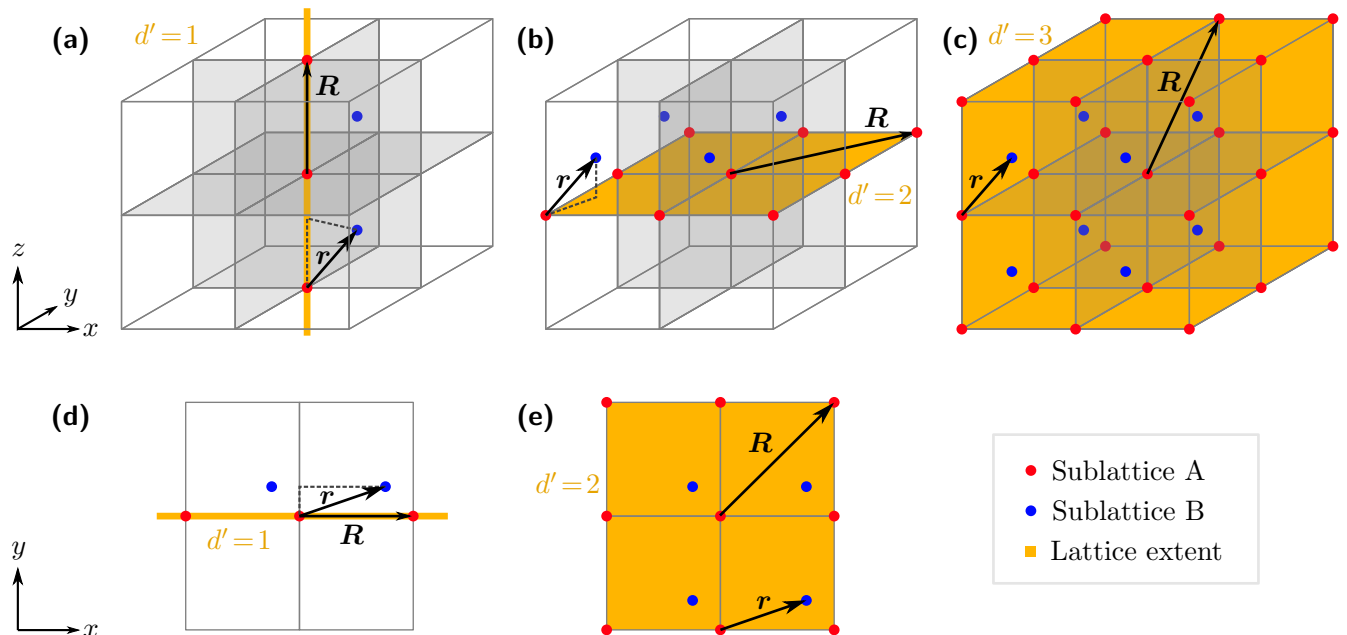 (a)
d′ = 1
R
r
z
y
x
(b)
R
r
d′ = 2
(c)
d′ = 3
R
r
(d)
r
d′ = 1
R
y
x
(e)
R
d′ = 2
r
Sublattice A
Sublattice B
Lattice extent